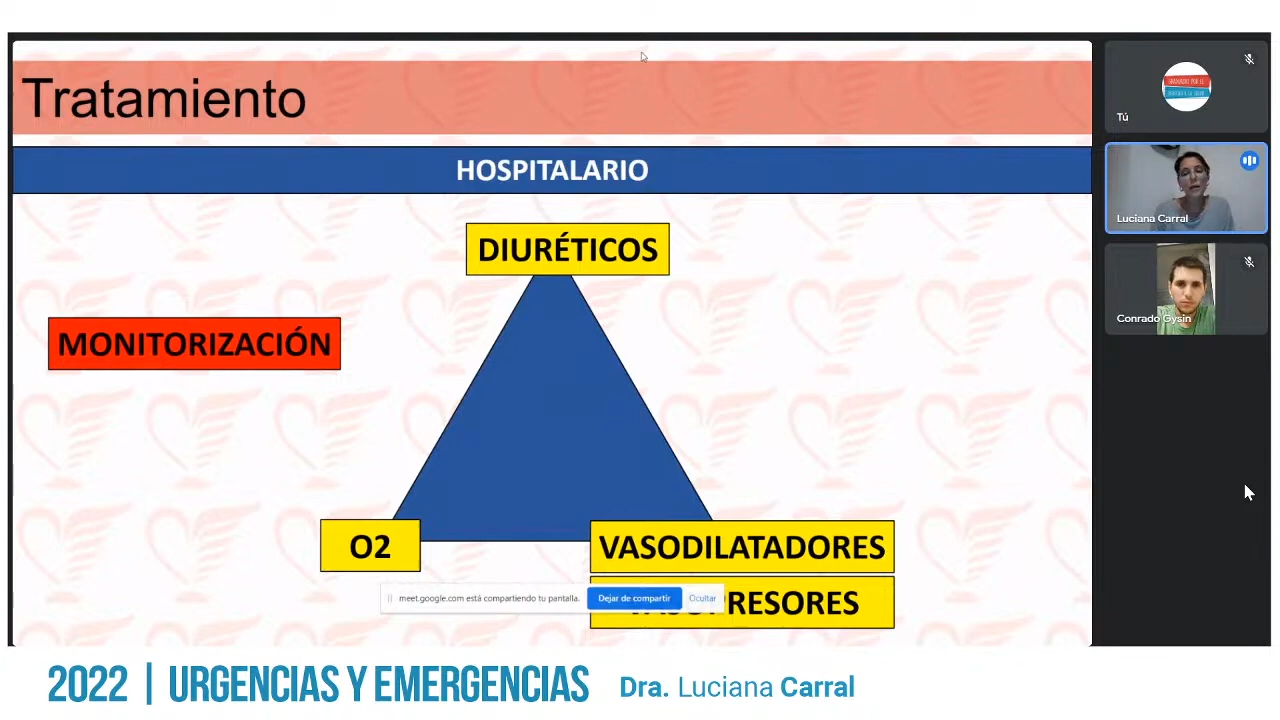 Tratamiento
HOSPITALARIO
DIURÉTICOS
MONITORIZACIÓN
O2
VASODILATADORES
meet.google.com está compartiendo tu pantalla.
Dejar de compartir
Ocultar
Tú
Luciana Carral
Conrado Gysin
2022 | URGENCIAS Y EMERGENCIAS
Dra. Luciana Carral